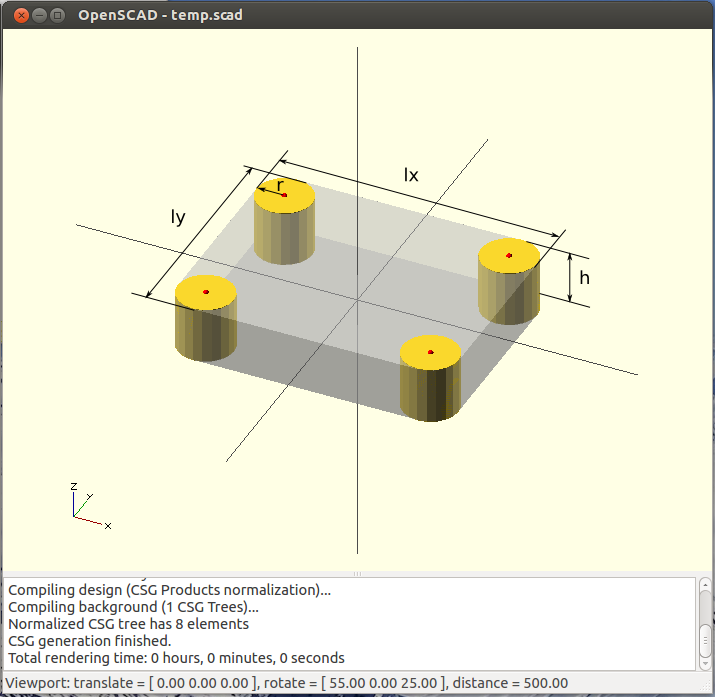 OpenSCAD - temp.scad
lx
r
ly
h
z
Y
x
Compiling design (CSG Products normalization)...
Compiling background (1 CSG Trees)...
Normalized CSG tree has 8 elements
CSG generation finished.
Total rendering time: 0 hours, 0 minutes, 0 seconds
Viewport: translate = [ 0.00 0.00 0.00 ], rotate = [ 55.00 0.00 25.00 ], distance = 500.00